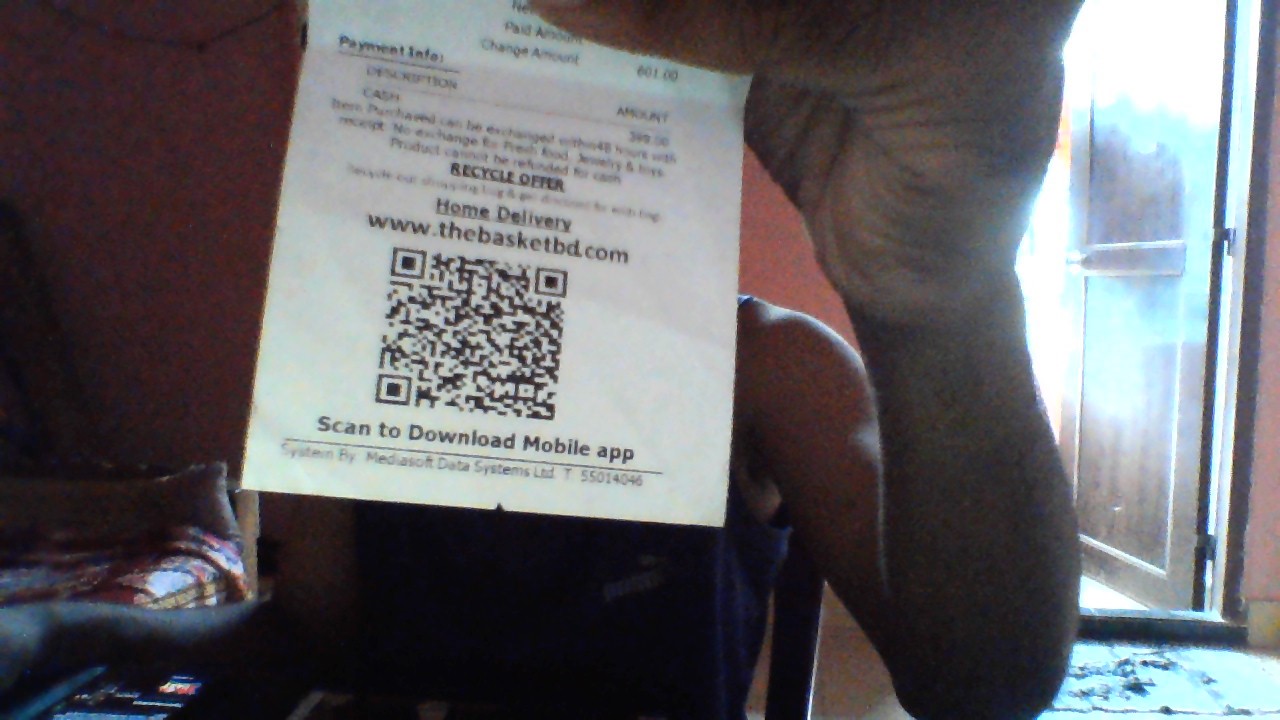 Paid Amount
Change Amount 601.00
Payment Info:
DESCRIPTION AMOUNT
CASH 399.00
Item Purchased can be exchanged within48 hours with
receipt. No exchange for Fresh food, Jewelry & toys.
Product cannot be refunded for cash
RECYCLE OFFER
Recycle our shopping bag & get discount for each bag
Home Delivery
www.thebasketbd.com
Scan to Download Mobile app
System By: Mediasoft Data Systems Ltd. T 55014046